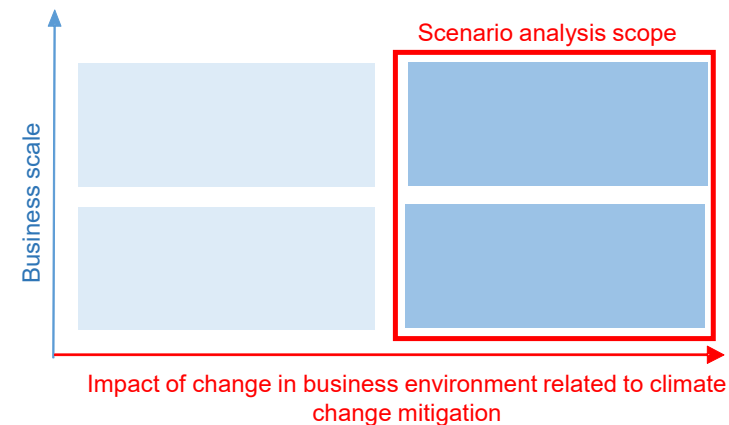 Scenario analysis scope
Business scale
Impact of change in business environment related to climate
change mitigation